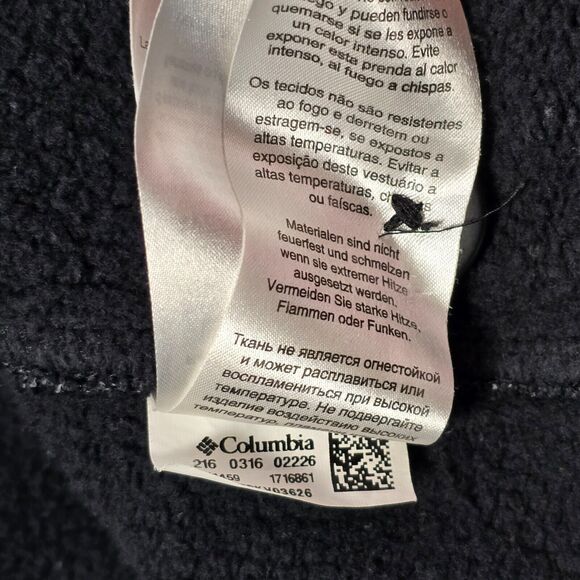 y pueden fundirse o
quemarse si se les expone a
un calor intenso. Evite
exponer esta prenda al calor
intenso, al fuego a chispas.
Os tecidos não são resistentes
ao fogo e derretem ou
estragem-se, se expostos a
altas temperaturas. Evitar a
exposição deste vestuário a
altas temperaturas,
ou faíscas.
Materialen sind nicht
feuerfest und schmelzen
wenn sie extremer Hitze
ausgesetzt werden.
Vermeiden Sie starke Hitze,
Flammen oder Funken.
Ткань не является огнестойкой
и может расплавиться или
воспламениться при высокой
температуре. Не подвергайте
изделие воздействию высоких
температур,
Columbia
216 0316 02226
1716861